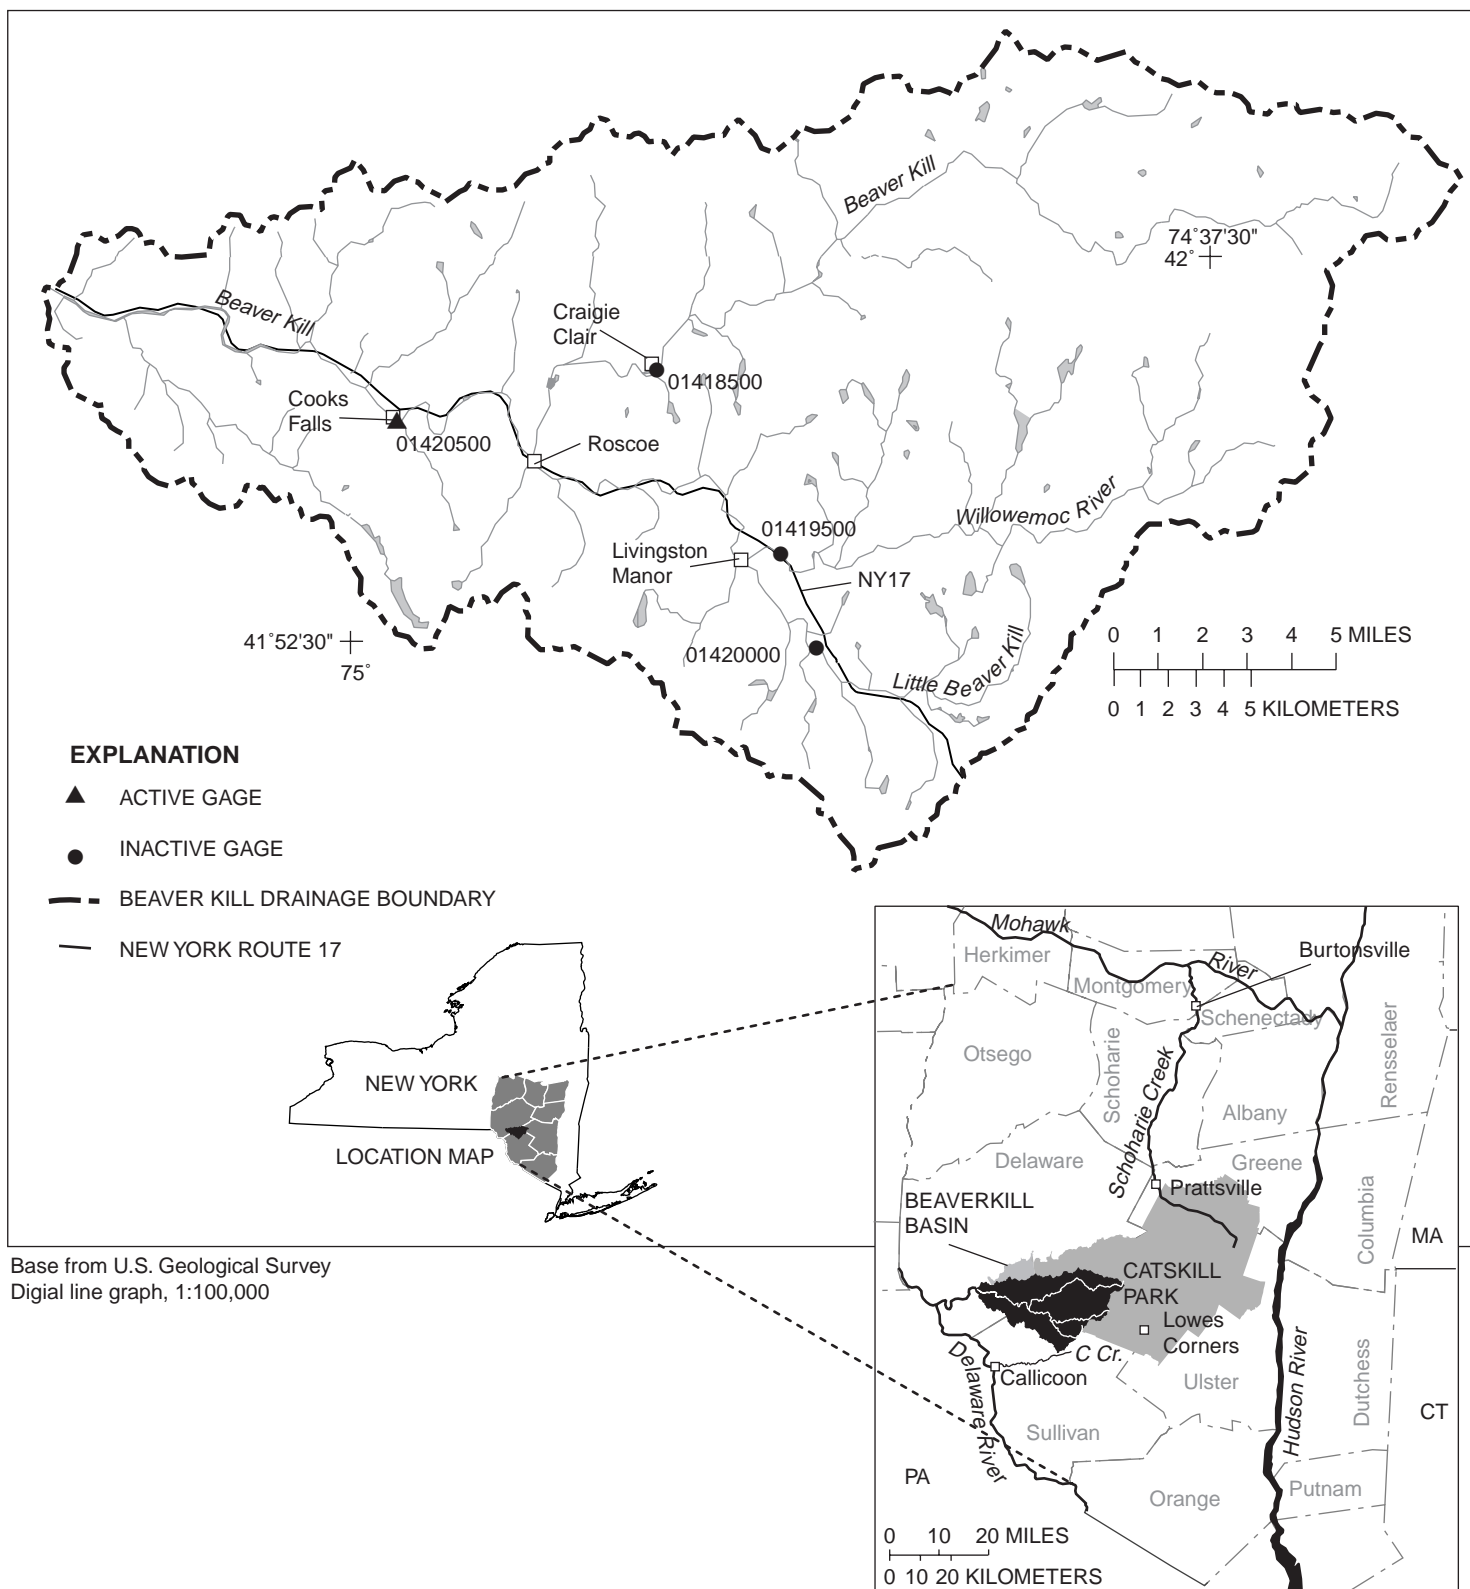 Beaver Kill
74°37'30"
42°
Beaver Kill
Craigie
Clair
01418500
Cooks
Falls
01420500
Roscoe
Willowemoc River
01419500
Livingston
Manor
NY17
41°52'30"
75°
01420000
Little Beaver Kill
0 1 2 3 4 5 MILES
0 1 2 3 4 5 KILOMETERS
EXPLANATION
ACTIVE GAGE
INACTIVE GAGE
BEAVER KILL DRAINAGE BOUNDARY
NEW YORK ROUTE 17
NEW YORK
LOCATION MAP
Base from U.S. Geological Survey
Digial line graph, 1:100,000
Mohawk
River
Burtonsville
Herkimer
Montgomery
Schenectady
Rensselaer
Otsego
Schoharie
Schoharie Creek
Albany
Delaware
Greene
Prattsville
BEAVERKILL
BASIN
Columbia
MA
CATSKILL
PARK
Lowes
Corners
C Cr.
Callicoon
Delaware River
Ulster
Hudson River
Dutchess
CT
Sullivan
PA
Orange
Putnam
0 10 20 MILES
0 10 20 KILOMETERS